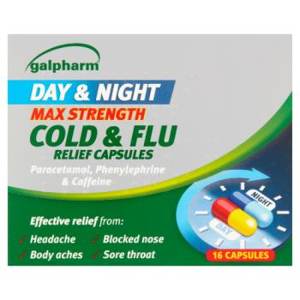 galpharm
DAY & NIGHT
MAX STRENGTH
COLD & FLU
RELIEF CAPSULES
Paracetamol, Phenylephrine
& Caffeine
Effective relief from:
✓ Headache ✓ Blocked nose
✓ Body aches ✓ Sore throat
NIGHT
DAY
16 CAPSULES